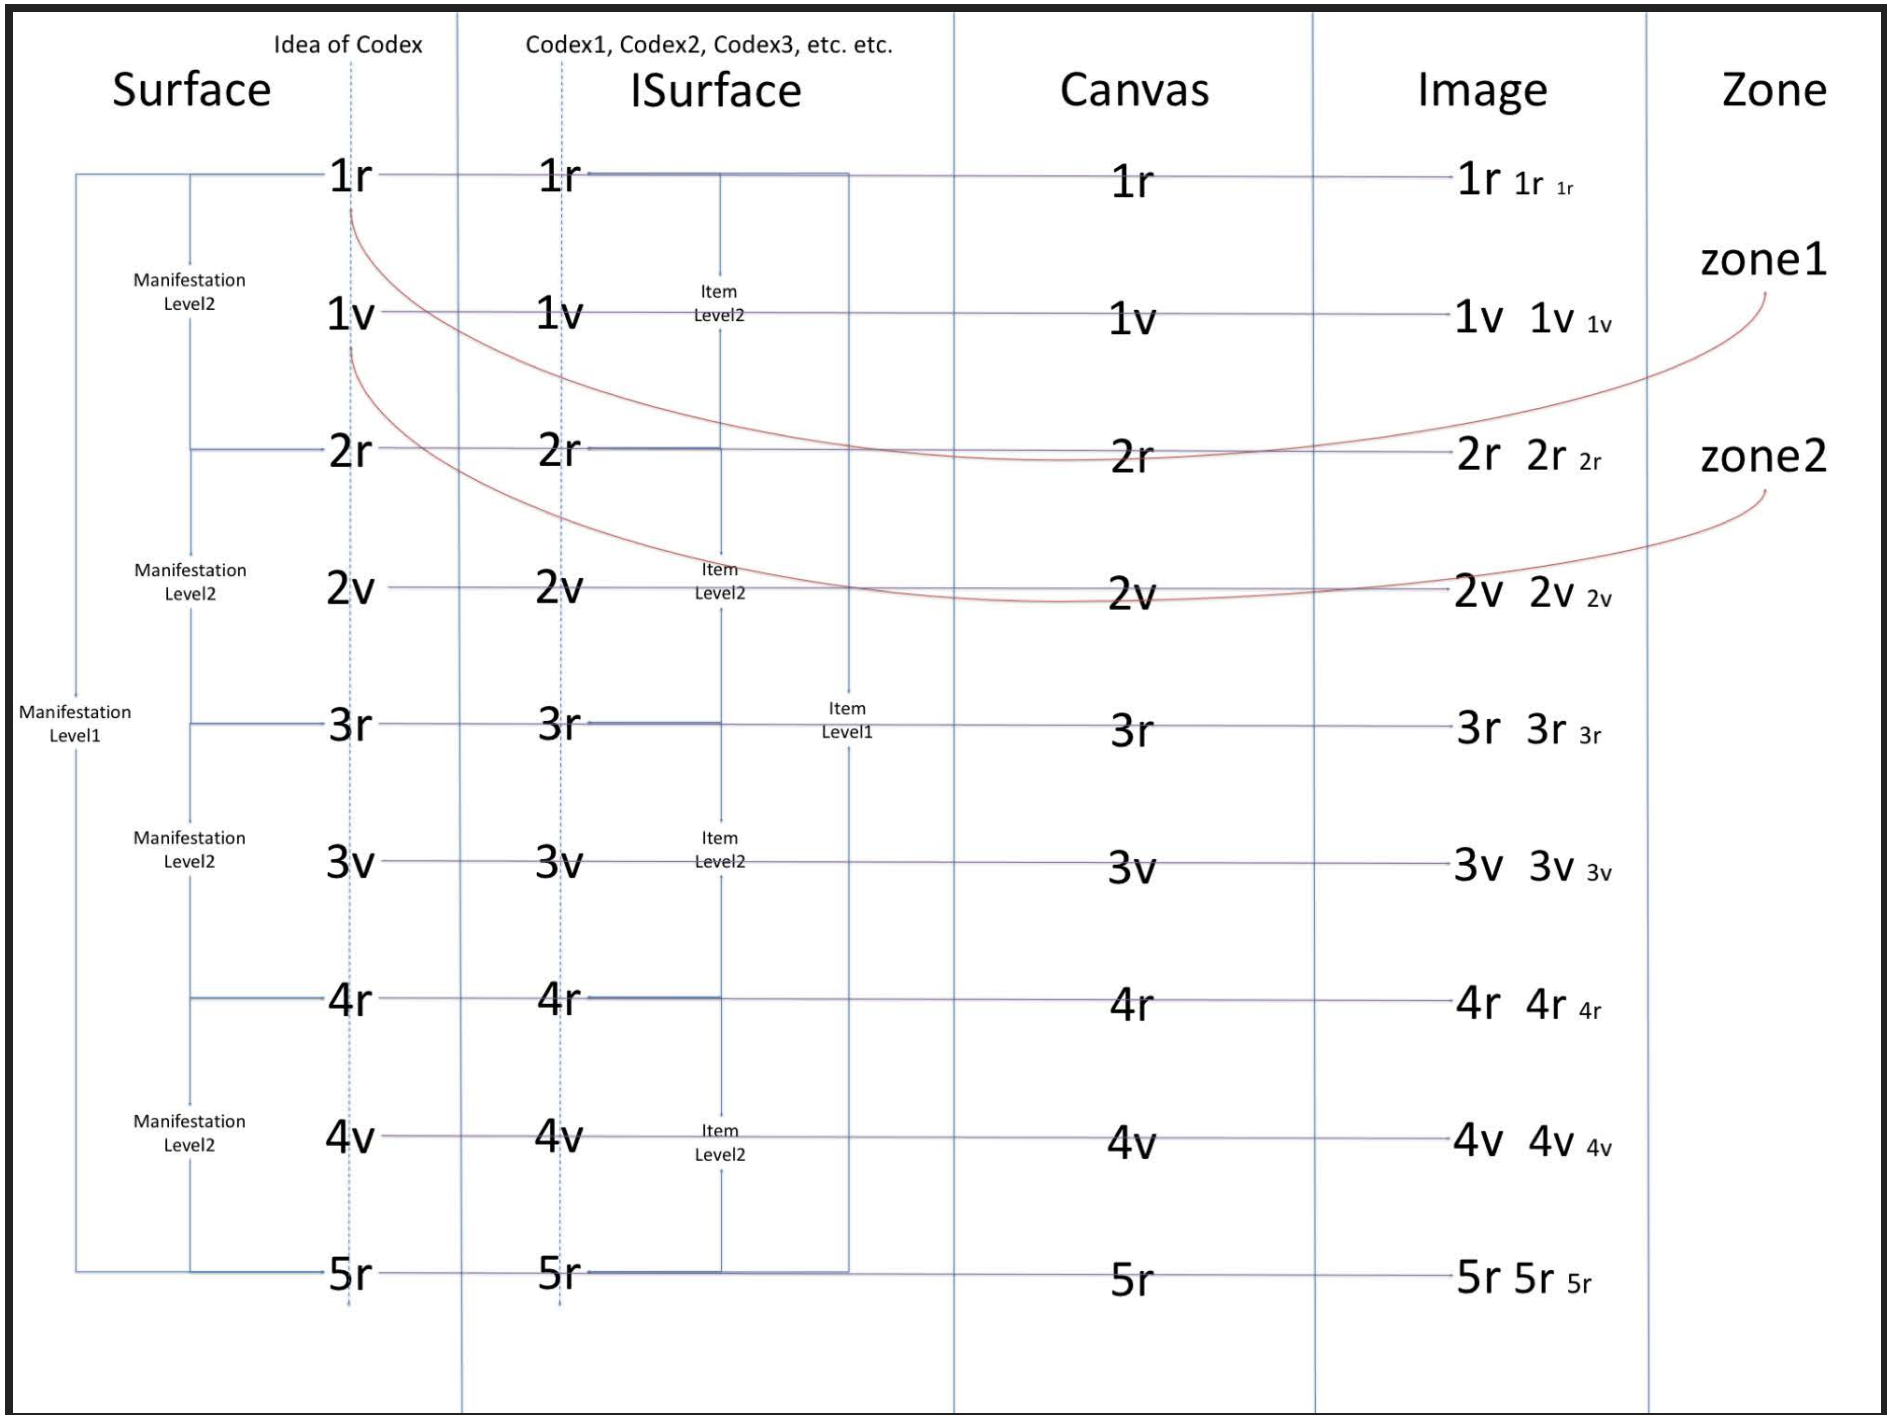 Idea of Codex
Codex1, Codex2, Codex3, etc. etc.
Surface
ISurface
Canvas
Image
Zone
1r
1r
1r
1r 1r 1r
zone1
Manifestation
Level2
Item
Level2
1v
1v
1v
1v 1v 1v
2r
2r
2r
2r 2r 2r
zone2
Manifestation
Level2
Item
Level2
2v
2v
2v
2v 2v 2v
Manifestation
Level1
3r
3r
Item
Level1
3r
3r 3r 3r
Manifestation
Level2
3v
3v
Item
Level2
3v
3v 3v 3v
4r
4r
4r
4r 4r 4r
Manifestation
Level2
4v
4v
Item
Level2
4v
4v 4v 4v
5r
5r
5r
5r 5r 5r